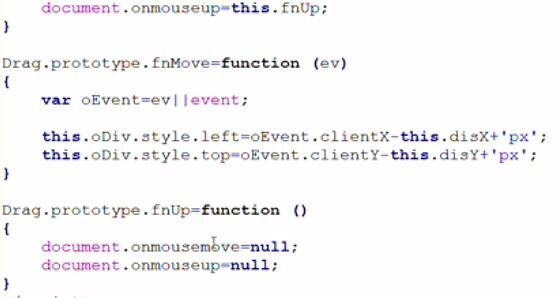 document.onmouseup=this.fnUp;
}
Drag.prototype.fnMove=function (ev)
{
var oEvent=ev||event;
this.oDiv.style.left=oEvent.clientX-this.disX+'px';
this.oDiv.style.top=oEvent.clientY-this.disY+'px';
}
Drag.prototype.fnUp=function ()
{
document.onmousemove=null;
document.onmouseup=null;
}